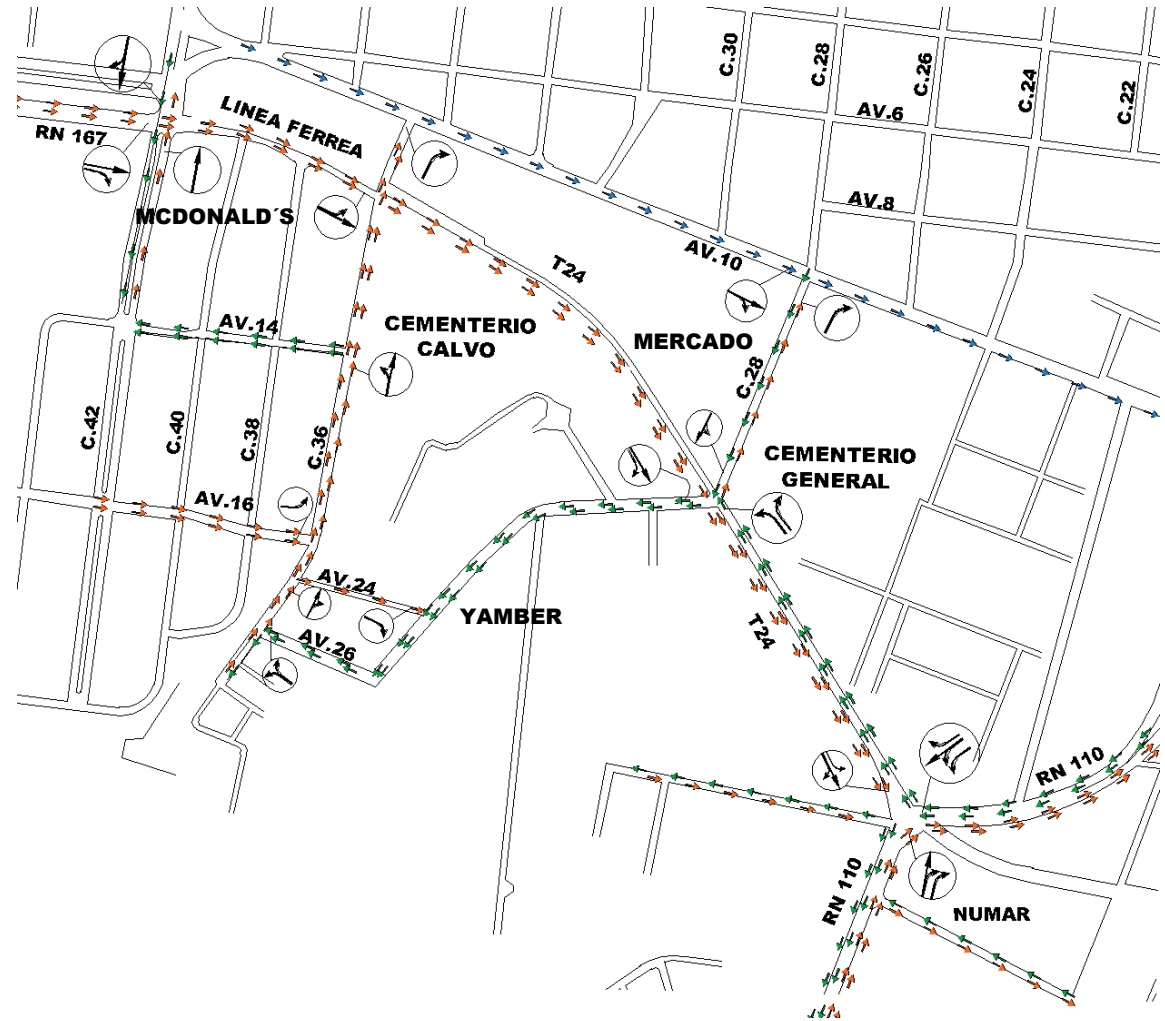 C.30
C.28
C.26
C.24
C.22
AV.6
RN 167
LINEA FERREA
AV.8
MCDONALD´S
AV.10
T24
AV.14
CEMENTERIO
CALVO
MERCADO
C.28
C.42
C.40
C.38
C.36
CEMENTERIO
GENERAL
AV.16
AV.24
YAMBER
AV.26
T24
RN 110
RN 110
NUMAR